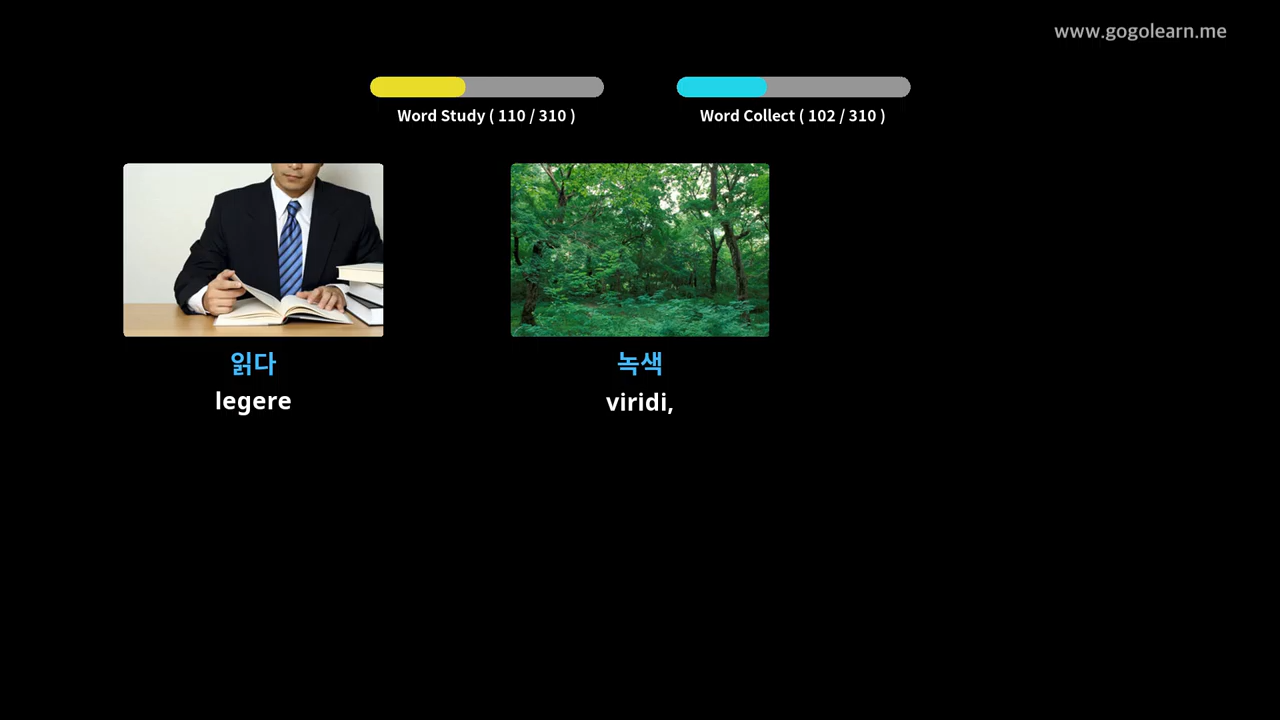 www.gogolearn.me
Word Study ( 110 / 310 )
Word Collect ( 102 / 310 )
읽다
legere
녹색
viridi,